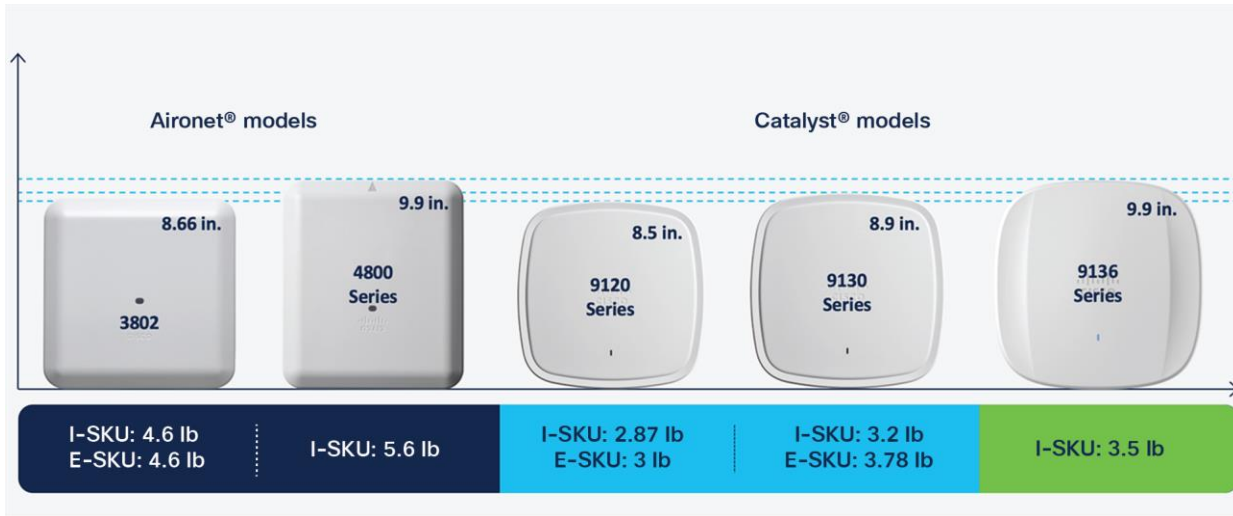 Aironet® models
Catalyst® models
8.66 in.
3802
9.9 in.
4800
Series
8.5 in.
9120
Series
8.9 in.
9130
Series
9.9 in.
9136
Series
I-SKU: 4.6 lb
E-SKU: 4.6 lb
I-SKU: 5.6 lb
I-SKU: 2.87 lb
E-SKU: 3 lb
I-SKU: 3.2 lb
E-SKU: 3.78 lb
I-SKU: 3.5 lb